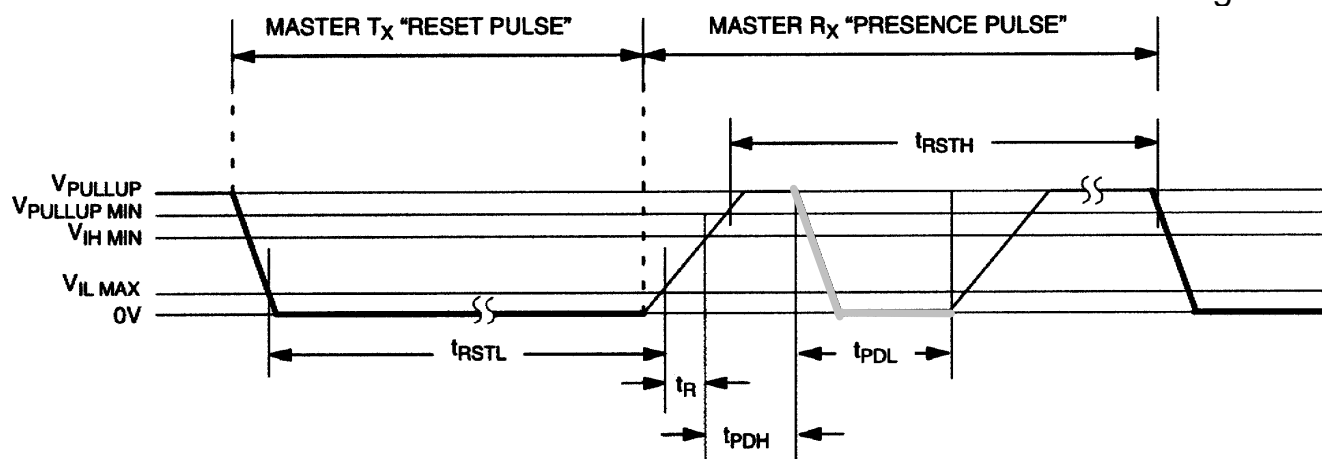 MASTER TX “RESET PULSE”
MASTER RX “PRESENCE PULSE”
tRSTH
VPULLUP
VPULLUP MIN
VIH MIN
VIL MAX
0V
tRSTL
tPDL
tR
tPDH